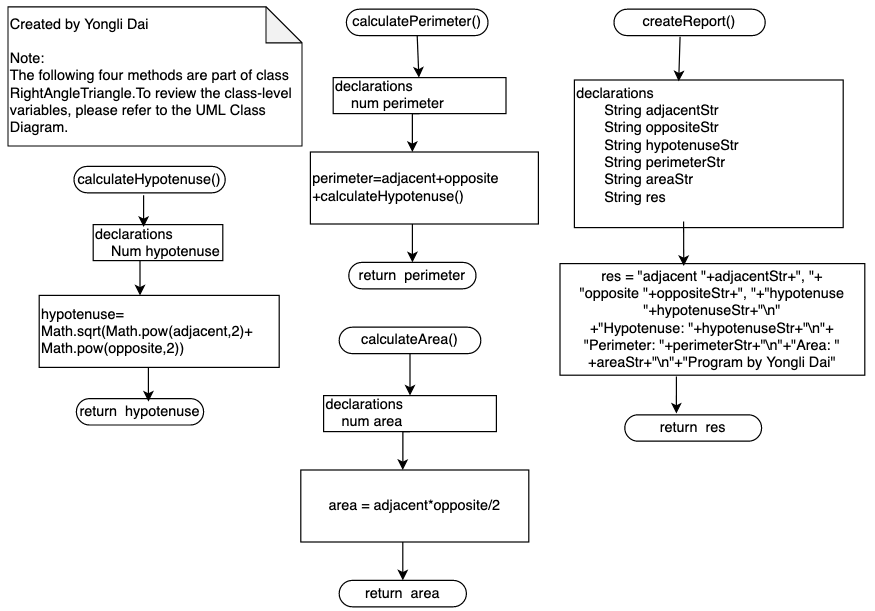 Created by Yongli Dai
Note:
The following four methods are part of class
RightAngleTriangle.To review the class-level
variables, please refer to the UML Class
Diagram.
calculateHypotenuse()
declarations
Num hypotenuse
hypotenuse=
Math.sqrt(Math.pow(adjacent,2)+
Math.pow(opposite,2))
return hypotenuse
calculatePerimeter()
declarations
num perimeter
perimeter=adjacent+opposite
+calculateHypotenuse()
return perimeter
calculateArea()
declarations
num area
area = adjacent*opposite/2
return area
createReport()
declarations
String adjacentStr
String oppositeStr
String hypotenuseStr
String perimeterStr
String areaStr
String res
res = "adjacent "+adjacentStr+", "+
"opposite "+oppositeStr+", "+"hypotenuse
"+hypotenuseStr+"\n"
+"Hypotenuse: "+hypotenuseStr+"\n"+
"Perimeter: "+perimeterStr+"\n"+"Area: "
+areaStr+"\n"+"Program by Yongli Dai"
return res